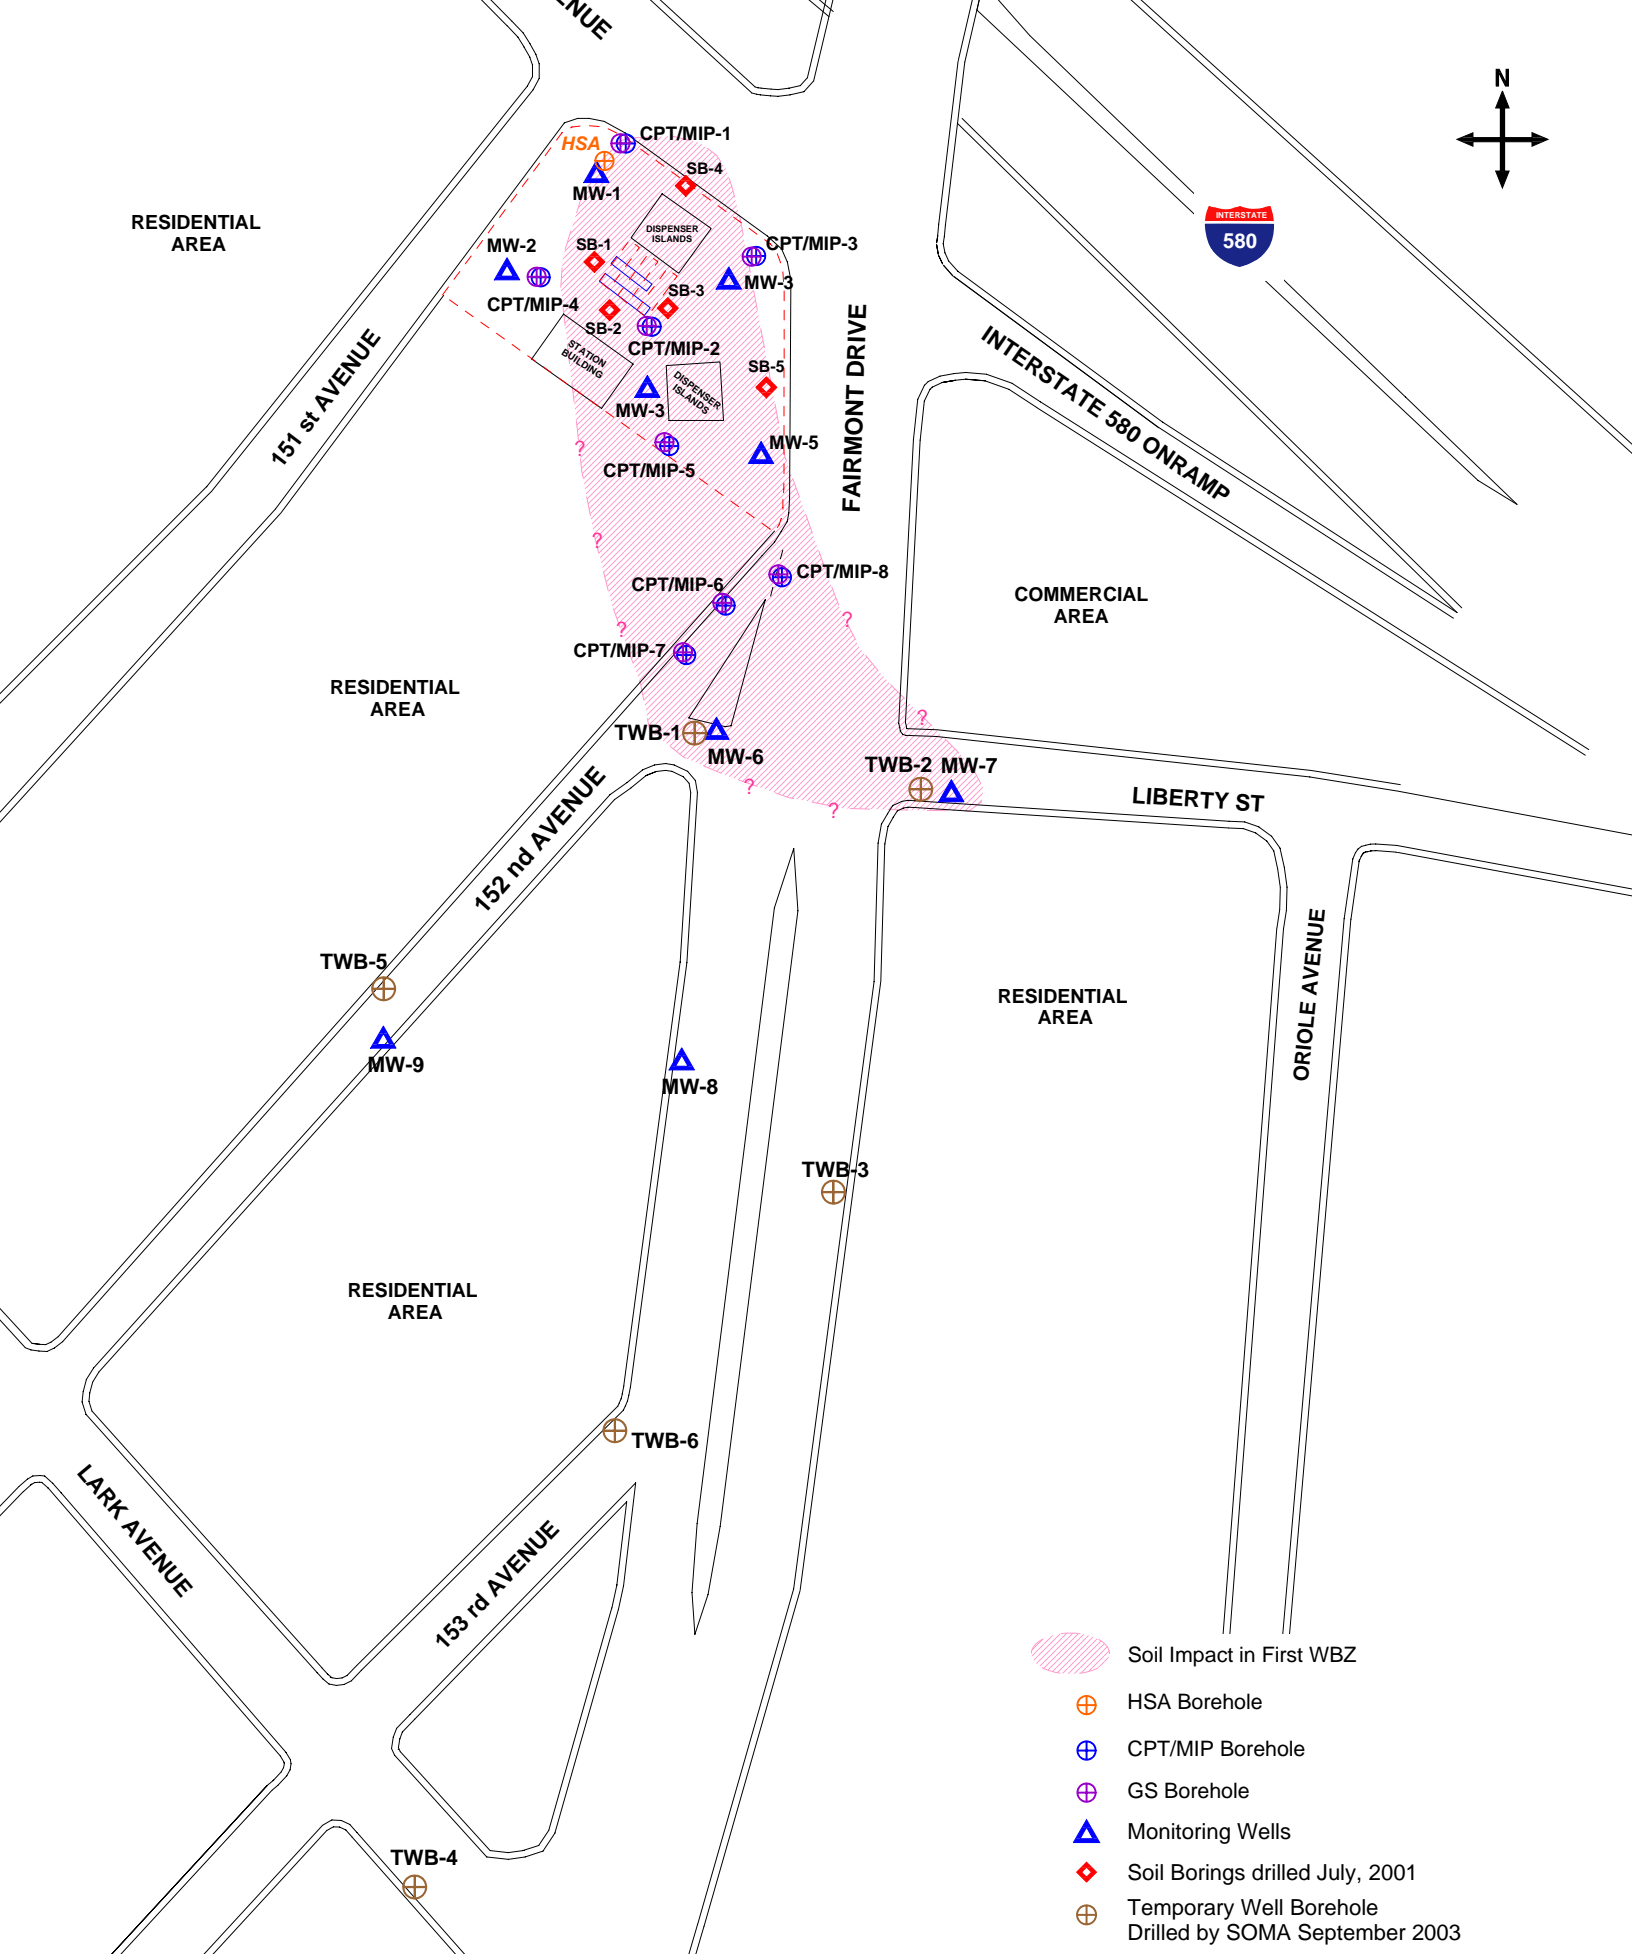 ENUE
N
INTERSTATE
580
CPT/MIP-1
HSA
MW-1
SB-4
RESIDENTIAL
AREA
DISPENSER
ISLANDS
MW-2
SB-1
CPT/MIP-3
MW-3
CPT/MIP-4
SB-3
SB-2
CPT/MIP-2
STATION
BUILDING
SB-5
DISPENSER
ISLANDS
MW-3
MW-5
CPT/MIP-5
151 st AVENUE
FAIRMONT DRIVE
INTERSTATE 580 ONRAMP
?
?
CPT/MIP-8
CPT/MIP-6
COMMERCIAL
AREA
?
?
CPT/MIP-7
RESIDENTIAL
AREA
?
TWB-1
MW-6
TWB-2
MW-7
?
?
LIBERTY ST
152 nd AVENUE
TWB-5
MW-9
MW-8
RESIDENTIAL
AREA
ORIOLE AVENUE
TWB-3
RESIDENTIAL
AREA
TWB-6
LARK AVENUE
153 rd AVENUE
TWB-4
Soil Impact in First WBZ
HSA Borehole
CPT/MIP Borehole
GS Borehole
Monitoring Wells
Soil Borings drilled July, 2001
Temporary Well Borehole
Drilled by SOMA September 2003